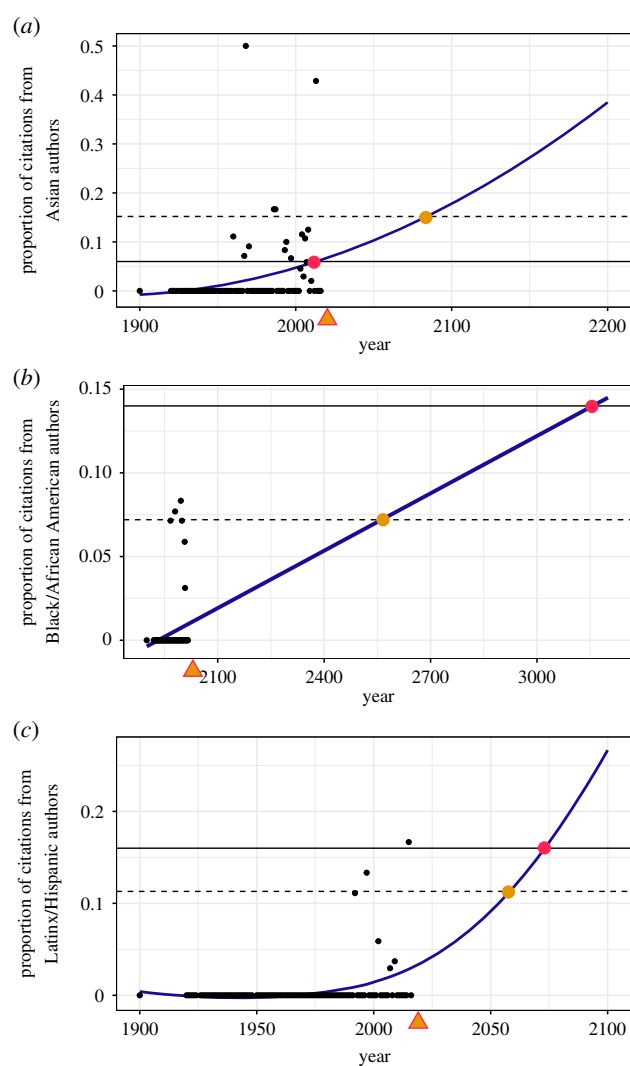 (a)
proportion of citations from
Asian authors
0.5
0.4
0.3
0.2
0.1
0
1900 2000 2100 2200
year
(b)
proportion of citations from
Black/African American authors
0.15
0.10
0.05
0
2100 2400 2700 3000
year
(c)
proportion of citations from
Latinx/Hispanic authors
0.2
0.1
0
1900 1950 2000 2050 2100
year